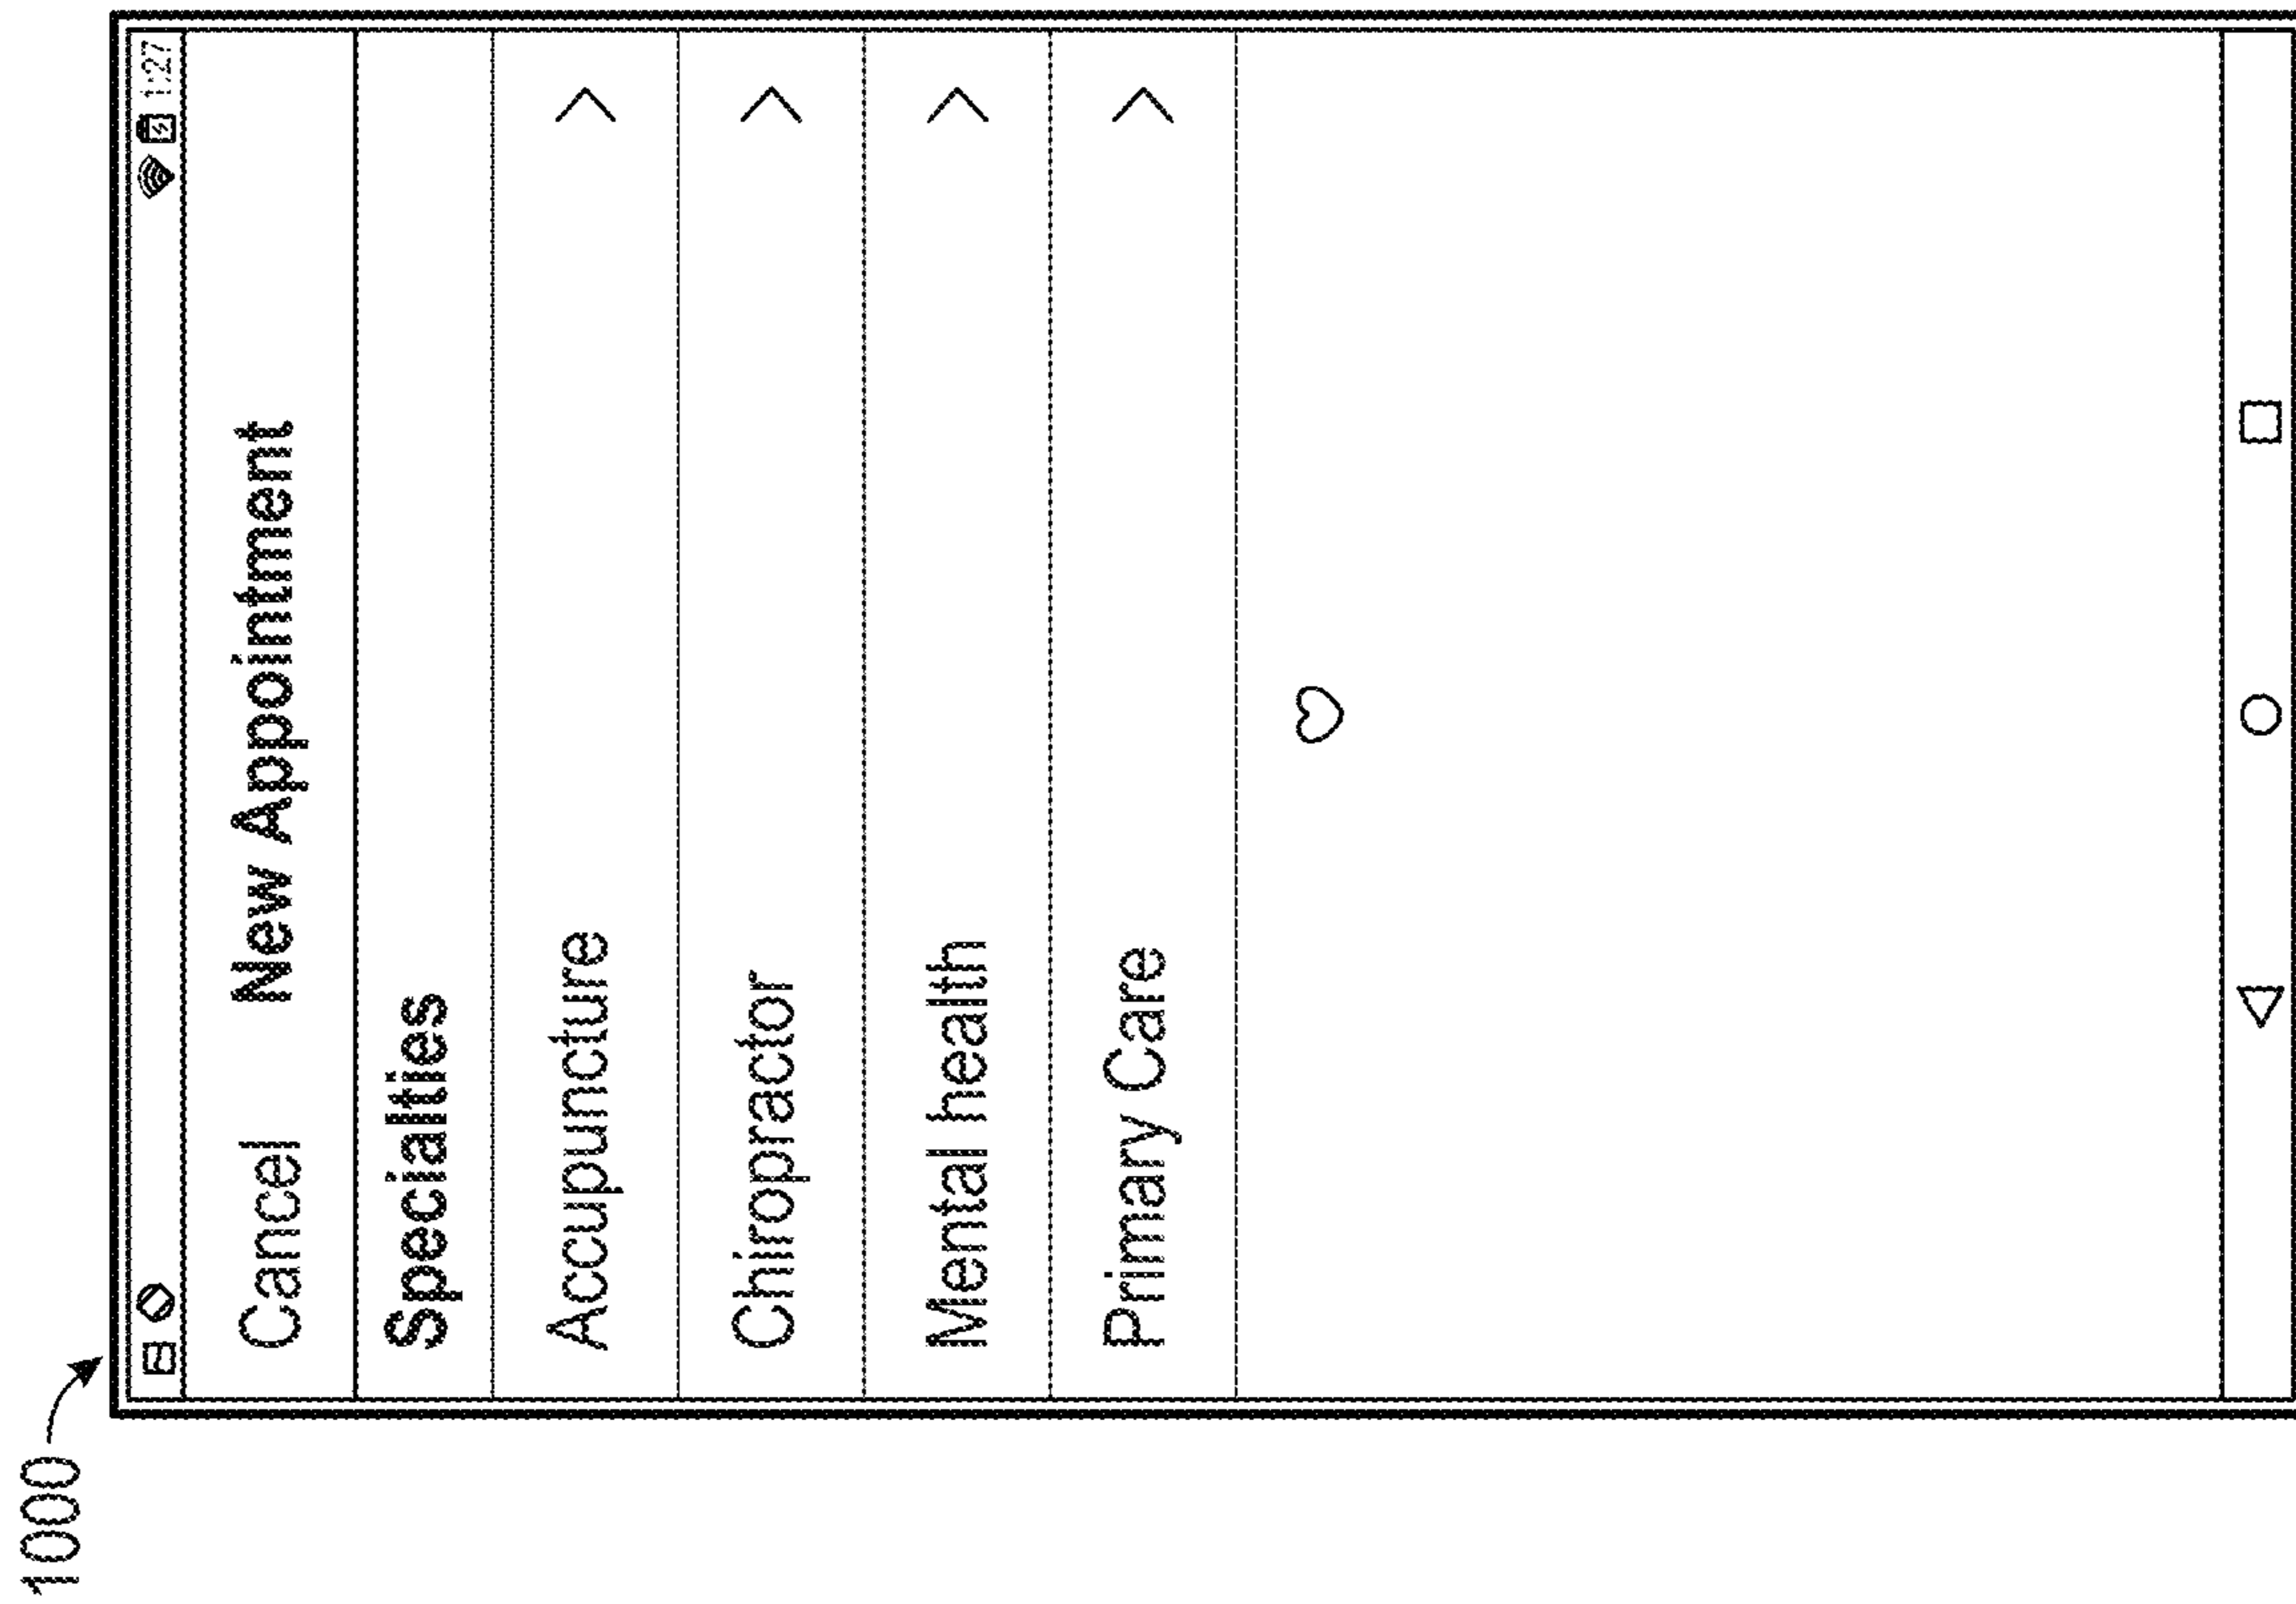 1000
1:27
Cancel New Appointment
Specialties
Accupuncture
Chiropractor
Mental health
Primary Care